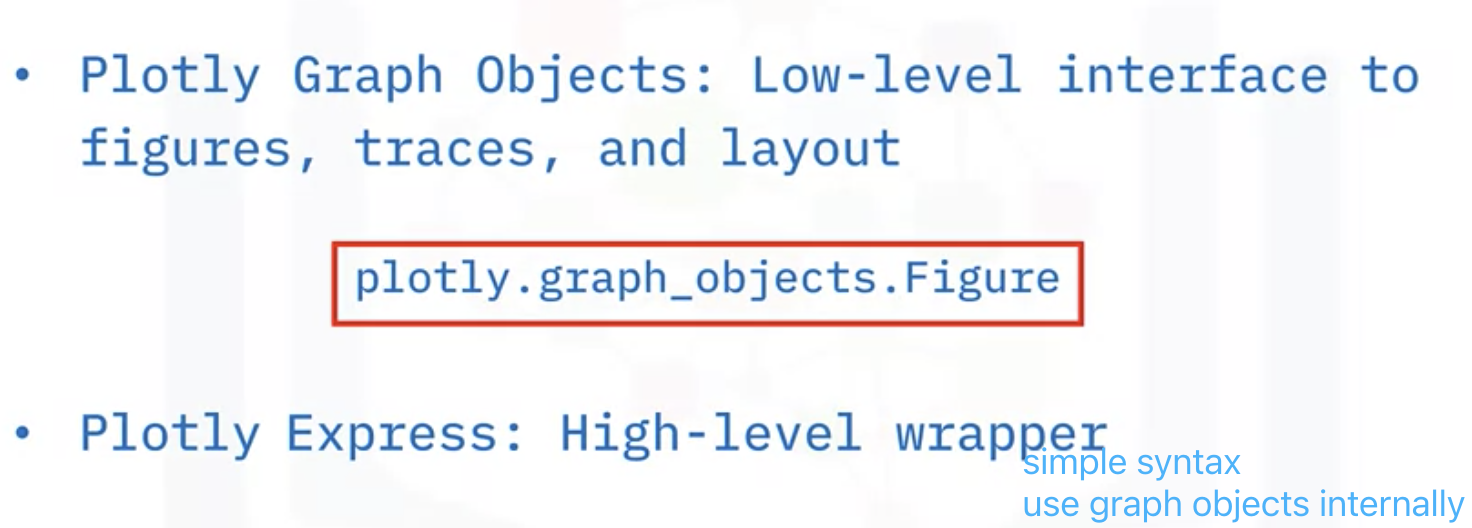 • Plotly Graph Objects: Low-level interface to
figures, traces, and layout
plotly.graph_objects.Figure
• Plotly Express: High-level wrapper
simple syntax
use graph objects internally